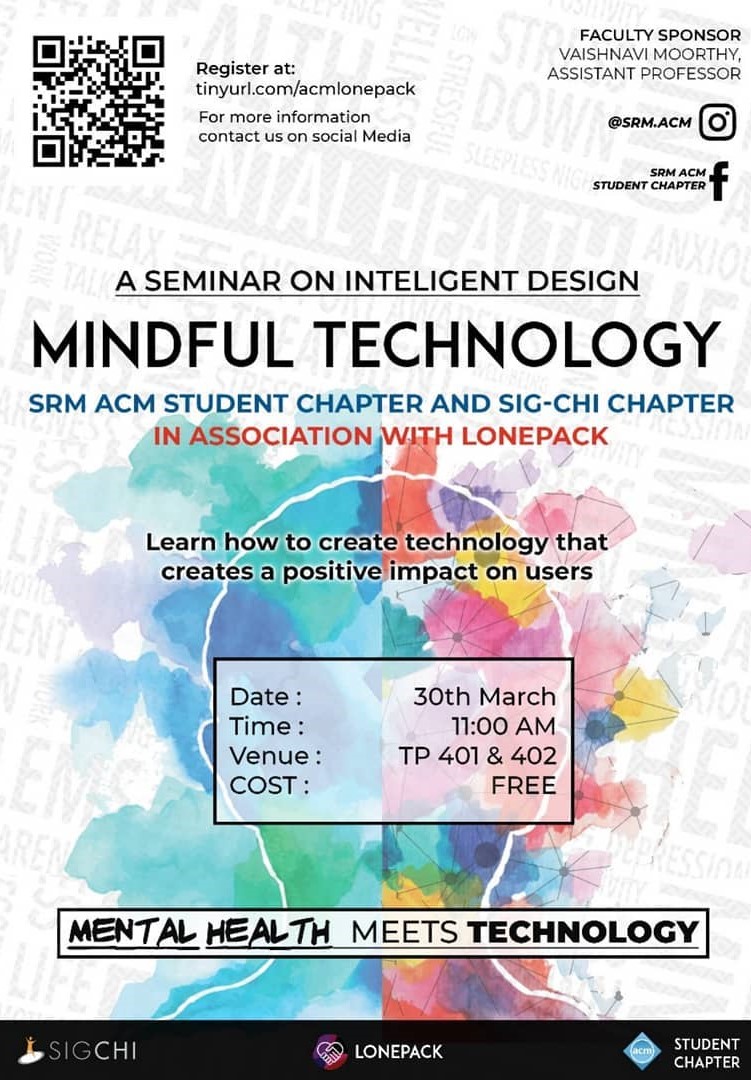 Register at:
tinyurl.com/acmlonepack
For more information
contact us on social Media
FACULTY SPONSOR
VAISHNAVI MOORTHY,
ASSISTANT PROFESSOR
@SRM.ACM
SRM ACM
STUDENT CHAPTER
A SEMINAR ON INTELIGENT DESIGN
MINDFUL TECHNOLOGY
SRM ACM STUDENT CHAPTER AND SIG-CHI CHAPTER
IN ASSOCIATION WITH LONEPACK
Learn how to create technology that
creates a positive impact on users
Date : 30th March
Time : 11:00 AM
Venue : TP 401 & 402
COST : FREE
MENTAL HEALTH MEETS TECHNOLOGY
SIGCHI
LONEPACK
acm
STUDENT
CHAPTER